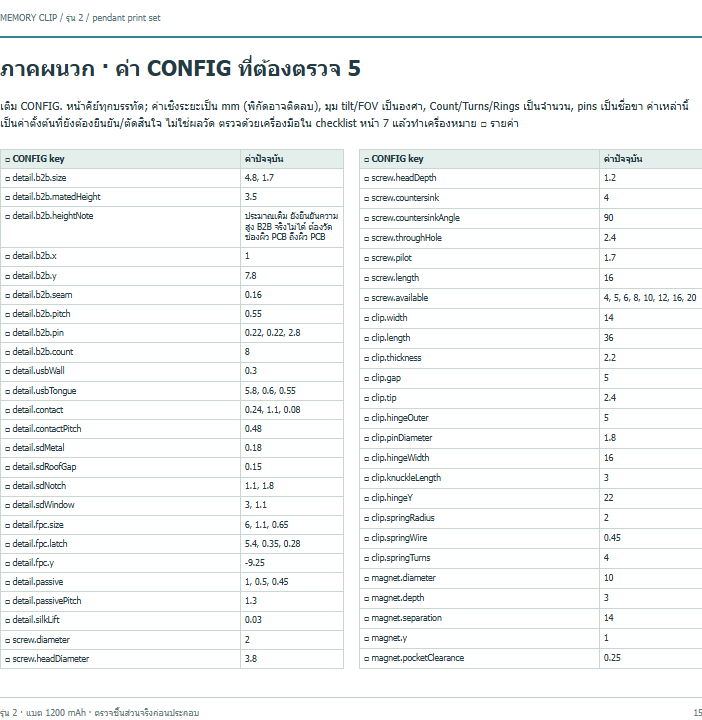 MEMORY CLIP / รุ่น 2 / pendant print set
ภาคผนวก · ค่า CONFIG ที่ต้องตรวจ 5
เติม CONFIG. หน้าคีย์ทุกบรรทัด; ค่าเชิงระยะเป็น mm (พิกัดอาจติดลบ), มุม tilt/FOV เป็นองศา, Count/Turns/Rings เป็นจำนวน, pins เป็นชื่อขา ค่าเหล่านี้
เป็นค่าตั้งต้นที่ยังต้องยืนยัน/ตัดสินใจ ไม่ใช่ผลวัด ตรวจด้วยเครื่องมือใน checklist หน้า 7 แล้วทำเครื่องหมาย □ รายค่า
□ CONFIG key ค่าปัจจุบัน
□ detail.b2b.size 4.8, 1.7
□ detail.b2b.matedHeight 3.5
□ detail.b2b.heightNote ประมาณเดิม ยังยืนยันความ
สูง B2B จริงไม่ได้ ต้องวัด
ช่องผิว PCB ถึงผิว PCB
□ detail.b2b.x 1
□ detail.b2b.y 7.8
□ detail.b2b.seam 0.16
□ detail.b2b.pitch 0.55
□ detail.b2b.pin 0.22, 0.22, 2.8
□ detail.b2b.count 8
□ detail.usbWall 0.3
□ detail.usbTongue 5.8, 0.6, 0.55
□ detail.contact 0.24, 1.1, 0.08
□ detail.contactPitch 0.48
□ detail.sdMetal 0.18
□ detail.sdRoofGap 0.15
□ detail.sdNotch 1.1, 1.8
□ detail.sdWindow 3, 1.1
□ detail.fpc.size 6, 1.1, 0.65
□ detail.fpc.latch 5.4, 0.35, 0.28
□ detail.fpc.y -9.25
□ detail.passive 1, 0.5, 0.45
□ detail.passivePitch 1.3
□ detail.silkLift 0.03
□ screw.diameter 2
□ screw.headDiameter 3.8
□ CONFIG key ค่าปัจจุบัน
□ screw.headDepth 1.2
□ screw.countersink 4
□ screw.countersinkAngle 90
□ screw.throughHole 2.4
□ screw.pilot 1.7
□ screw.length 16
□ screw.available 4, 5, 6, 8, 10, 12, 16, 20
□ clip.width 14
□ clip.length 36
□ clip.thickness 2.2
□ clip.gap 5
□ clip.tip 2.4
□ clip.hingeOuter 5
□ clip.pinDiameter 1.8
□ clip.hingeWidth 16
□ clip.knuckleLength 3
□ clip.hingeY 22
□ clip.springRadius 2
□ clip.springWire 0.45
□ clip.springTurns 4
□ magnet.diameter 10
□ magnet.depth 3
□ magnet.separation 14
□ magnet.y 1
□ magnet.pocketClearance 0.25
รุ่น 2 · แบต 1200 mAh · ตรวจชิ้นส่วนจริงก่อนประกอบ 15